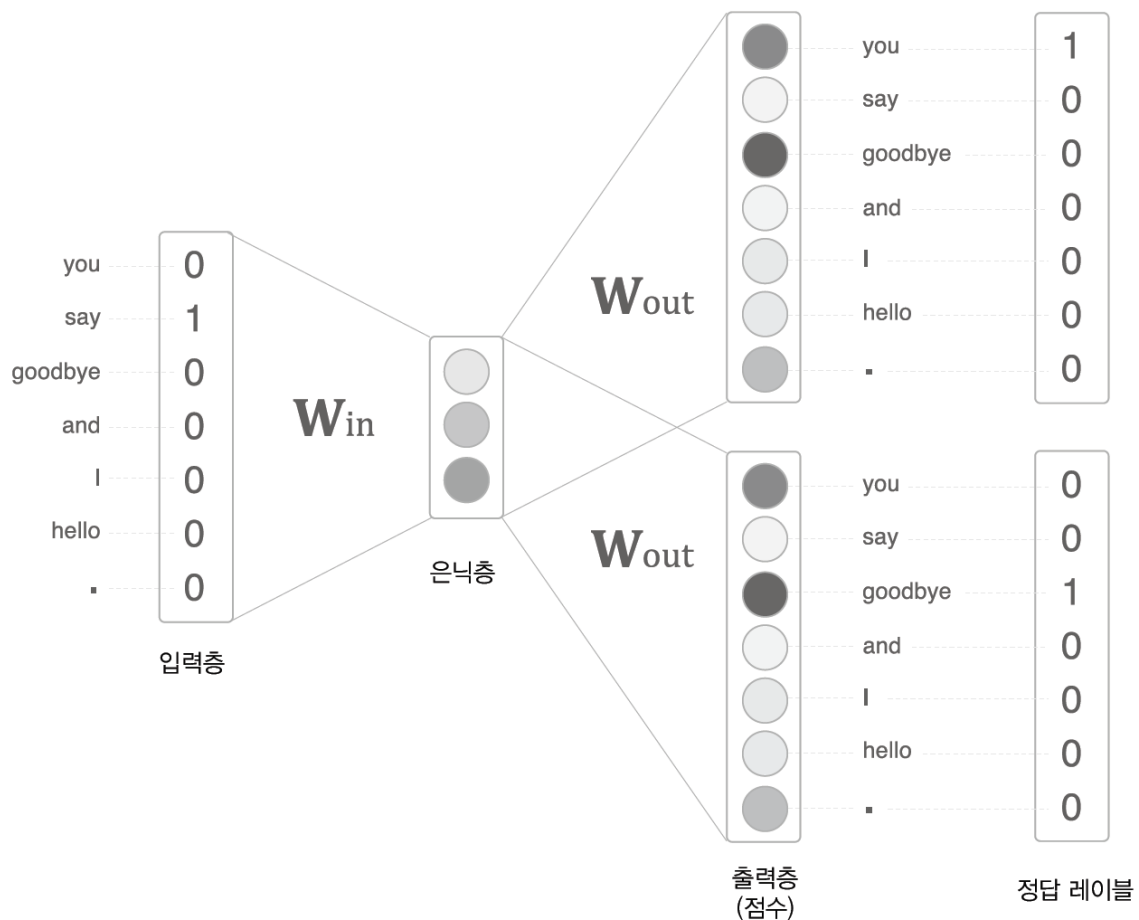 you 0
say 1
goodbye 0
and 0
I 0
hello 0
. 0
입력층
Win
은닉층
Wout
you 1
say 0
goodbye 0
and 0
I 0
hello 0
. 0
Wout
you 0
say 0
goodbye 1
and 0
I 0
hello 0
. 0
출력층
(점수)
정답 레이블